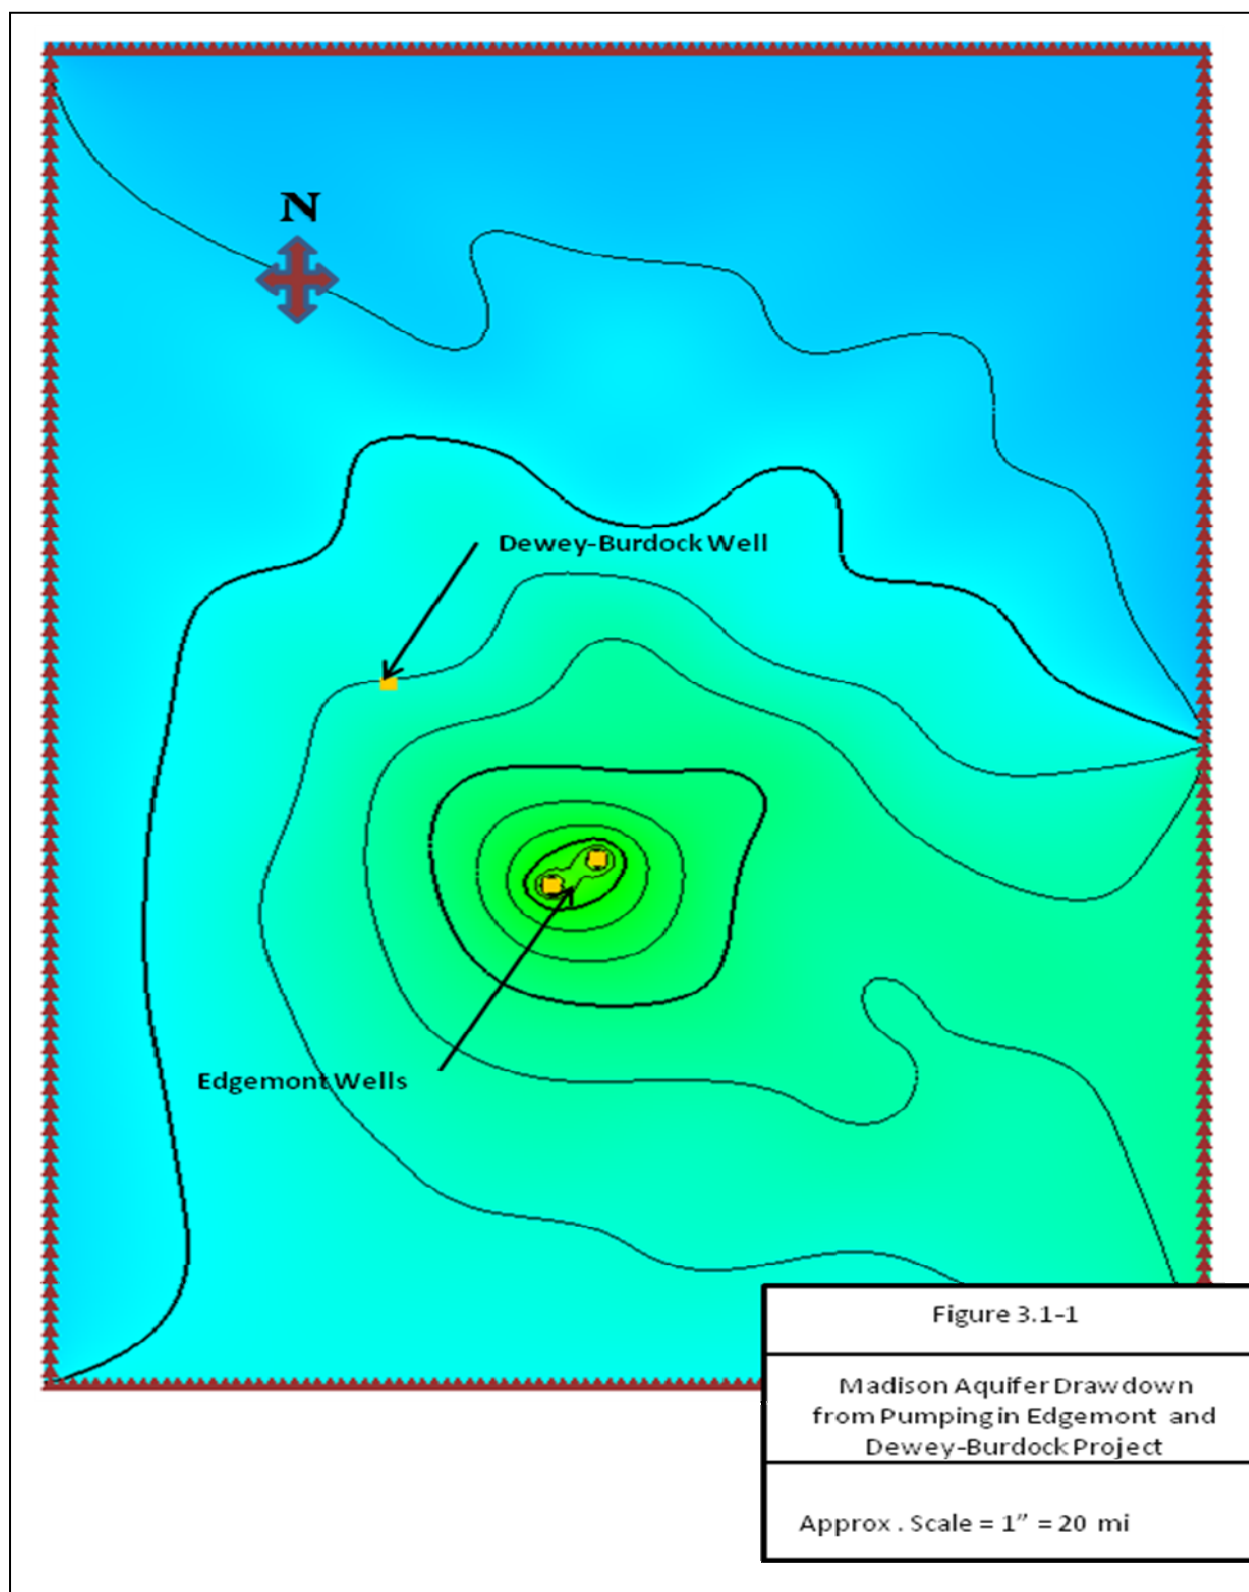 N
Dewey-Burdock Well
Edgemont Wells
Figure 3.1-1
Madison Aquifer Drawdown
from Pumping in Edgemont and
Dewey-Burdock Project
Approx . Scale = 1” = 20 mi